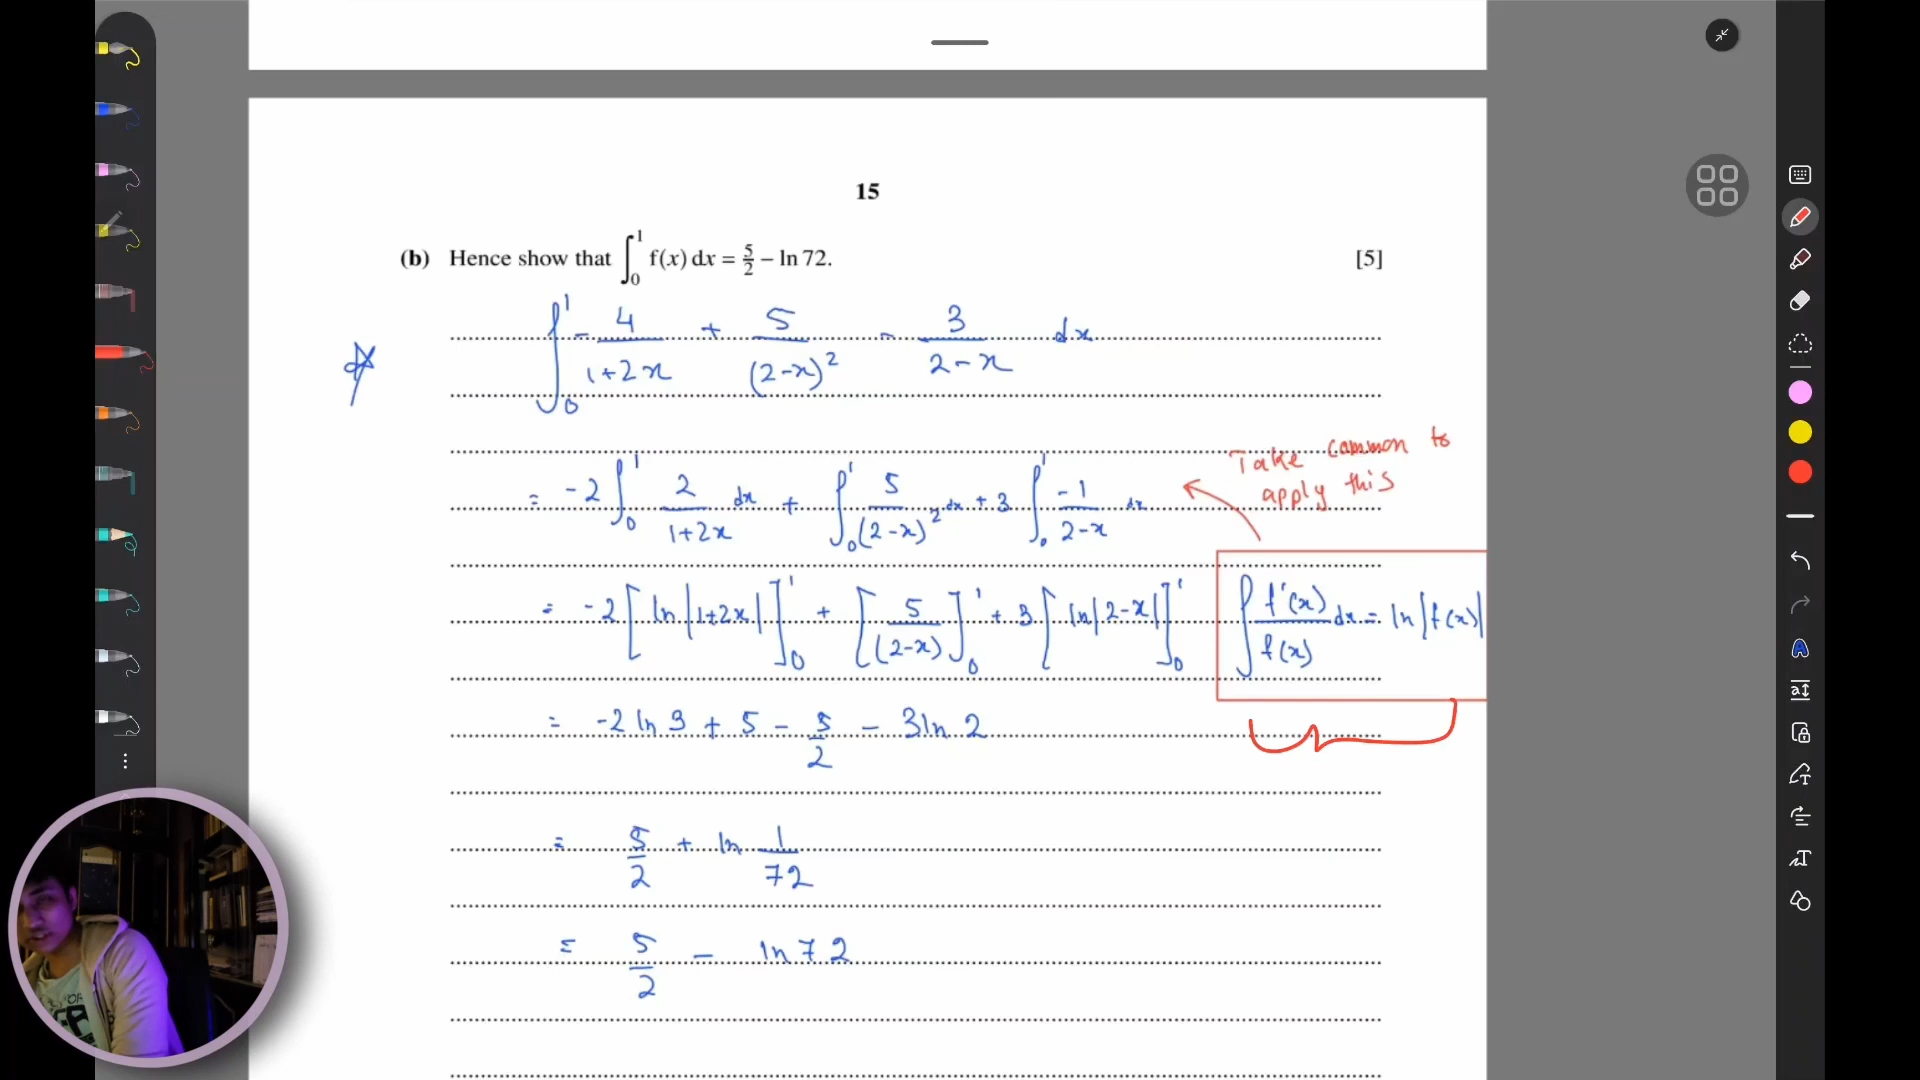 15
(b) Hence show that ∫₀¹ f(x) dx = 5/2 − ln 72. [5]
∫₀¹ − 4/(1+2x) + 5/(2−x)² − 3/(2−x) dx
Take common to
apply this
= −2 ∫₀¹ 2/(1+2x) dx + ∫₀¹ 5/(2−x)² dx + 3 ∫₀¹ −1/(2−x) dx
= −2 [ln|1+2x|]₀¹ + [5/(2−x)]₀¹ + 3 [ln|2−x|]₀¹
∫ f'(x)/f(x) dx = ln|f(x)|
= −2 ln 3 + 5 − 5/2 − 3 ln 2
= 5/2 + ln 1/72
= 5/2 − ln 72